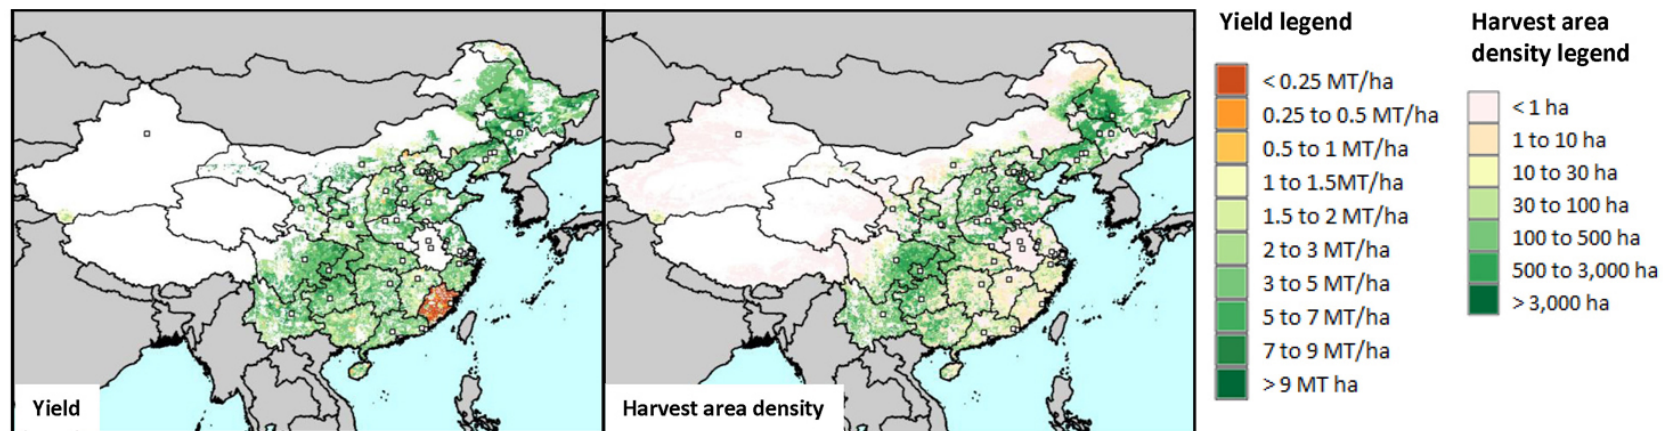 Yield
Harvest area density
Yield legend
< 0.25 MT/ha
0.25 to 0.5 MT/ha
0.5 to 1 MT/ha
1 to 1.5MT/ha
1.5 to 2 MT/ha
2 to 3 MT/ha
3 to 5 MT/ha
5 to 7 MT/ha
7 to 9 MT/ha
> 9 MT ha
Harvest area
density legend
< 1 ha
1 to 10 ha
10 to 30 ha
30 to 100 ha
100 to 500 ha
500 to 3,000 ha
> 3,000 ha